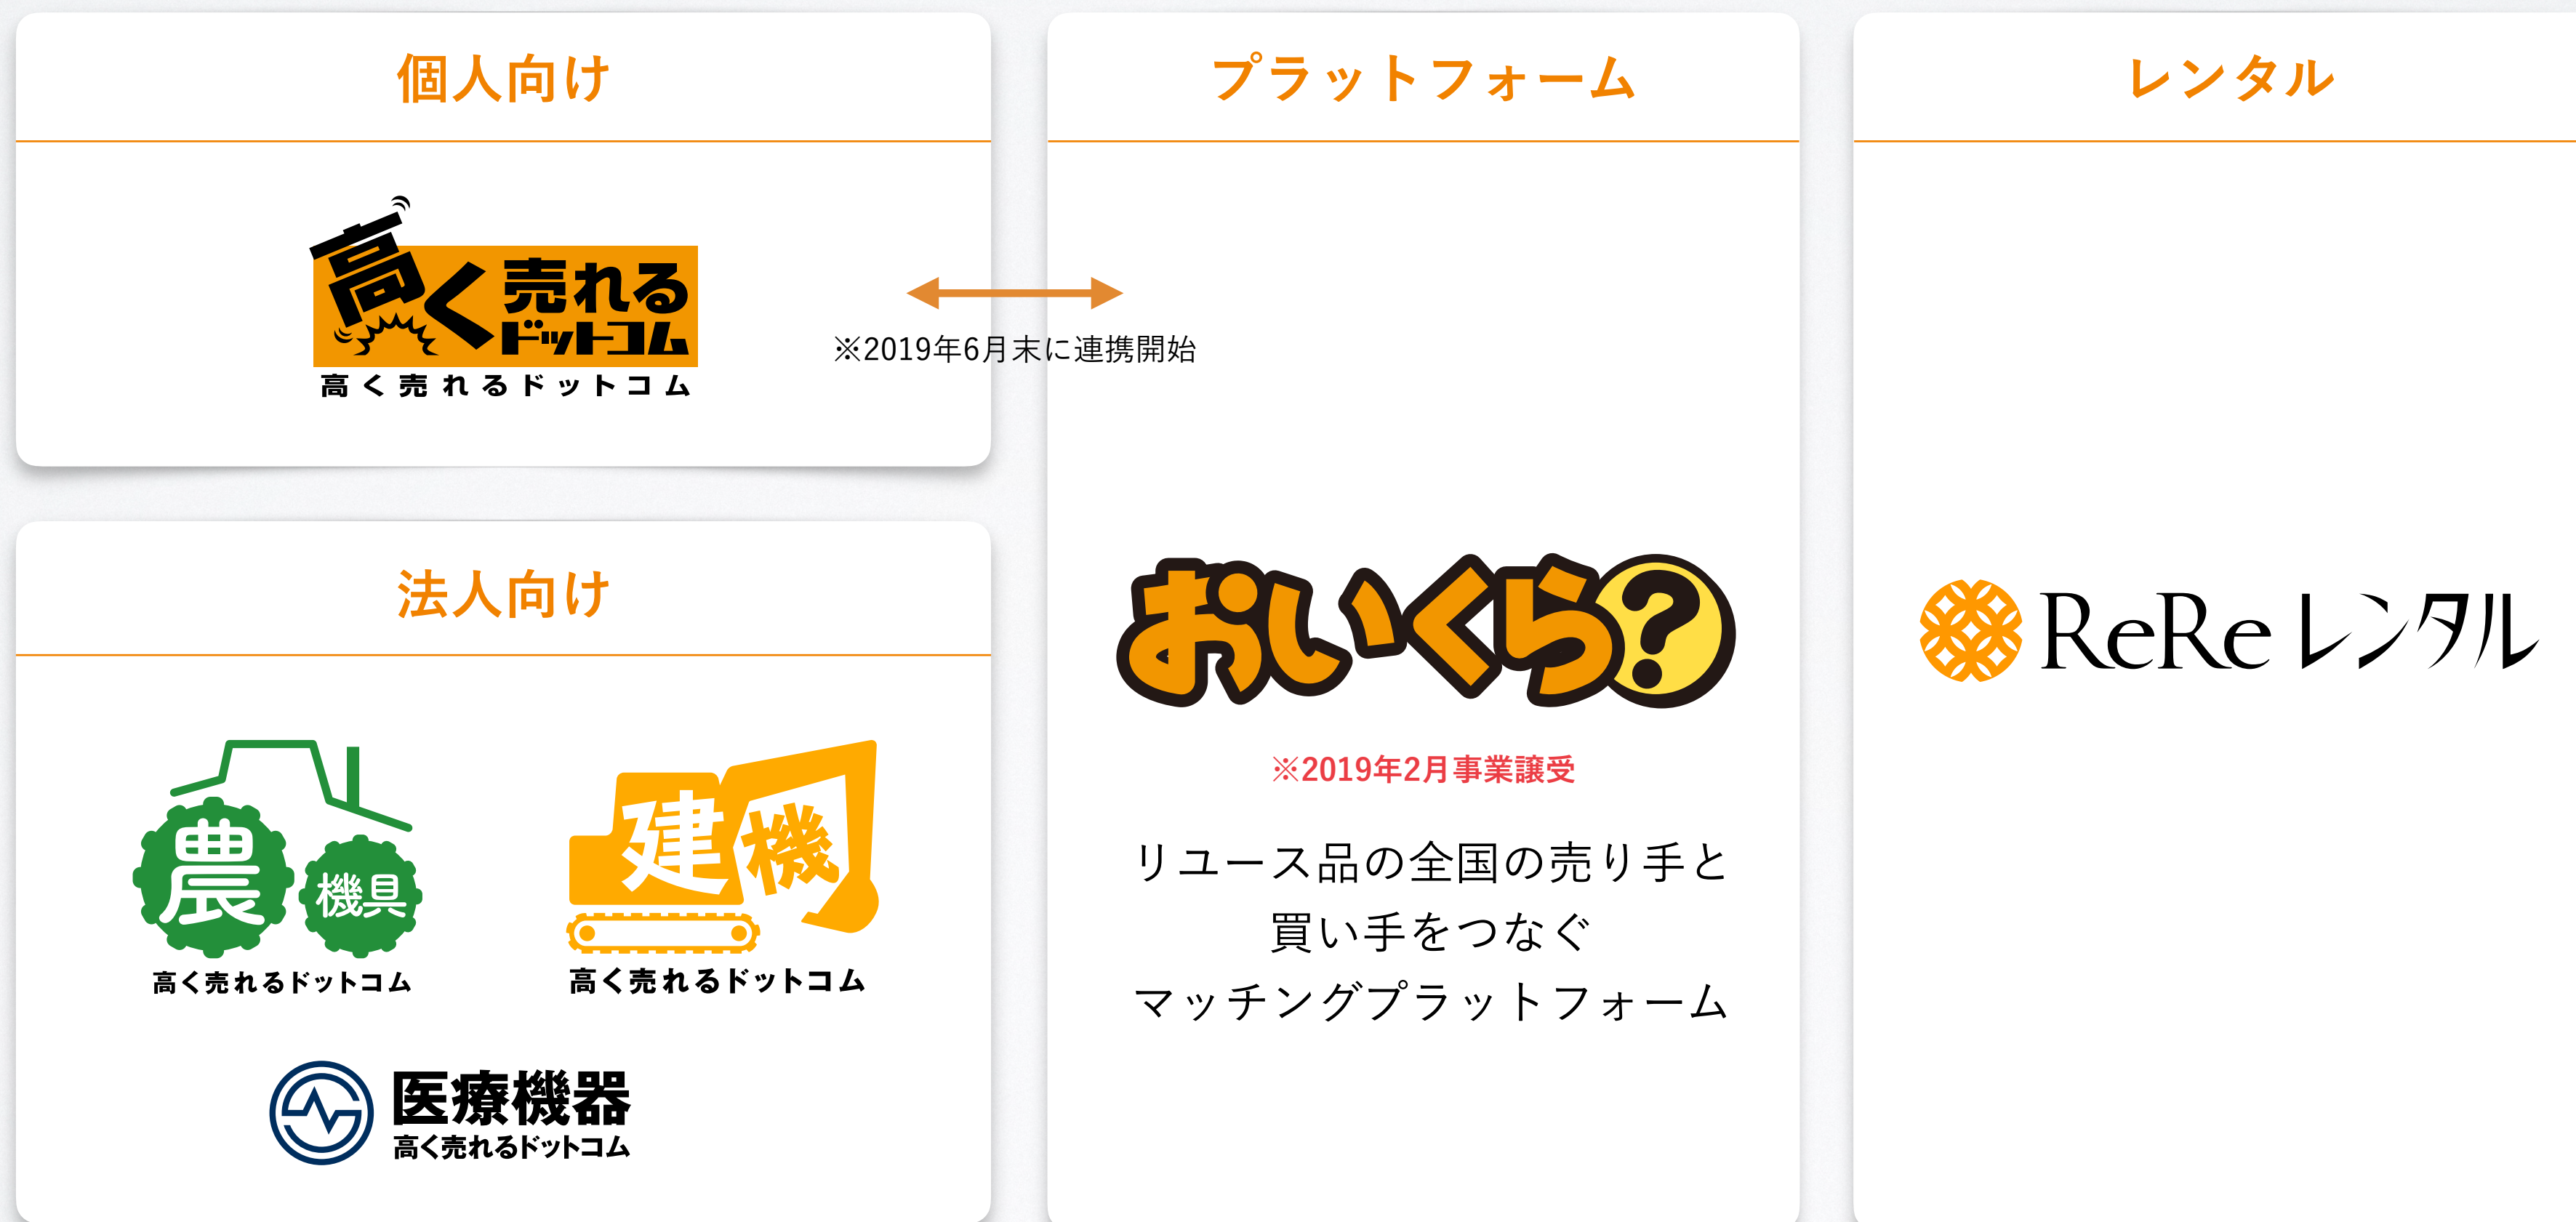 個人向け
高く売れる
ドットコム
高く売れるドットコム
※2019年6月末に連携開始
法人向け
農機具
高く売れるドットコム
建機
高く売れるドットコム
医療機器
高く売れるドットコム
プラットフォーム
おいくら?
※2019年2月事業譲受
リユース品の全国の売り手と
買い手をつなぐ
マッチングプラットフォーム
レンタル
ReReレンタル